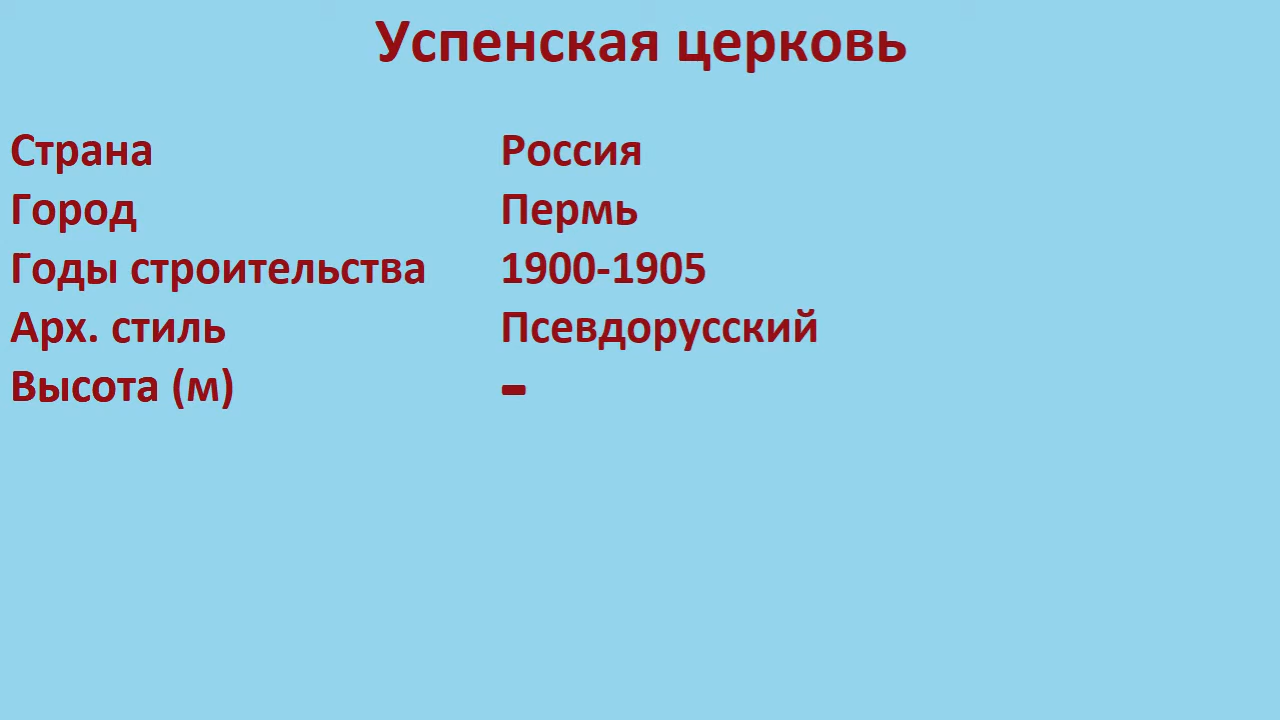 Успенская церковь
Страна Россия
Город Пермь
Годы строительства 1900-1905
Арх. стиль Псевдорусский
Высота (м) -